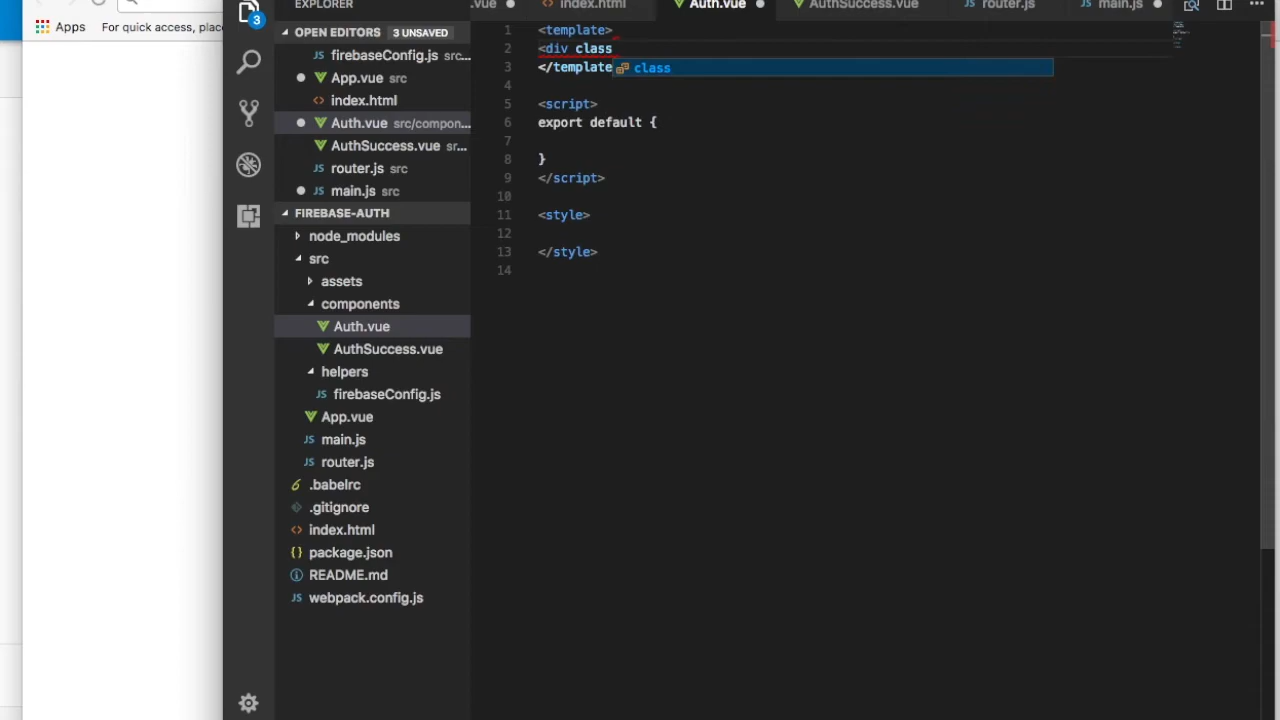 EXPLORER
.vue
index.html
Auth.vue
AuthSuccess.vue
router.js
main.js
3
Apps
For quick access, plac
OPEN EDITORS 3 UNSAVED
firebaseConfig.js src...
App.vue src
index.html
Auth.vue src/compon...
AuthSuccess.vue sr...
router.js src
main.js src
FIREBASE-AUTH
node_modules
src
assets
components
Auth.vue
AuthSuccess.vue
helpers
firebaseConfig.js
App.vue
main.js
router.js
.babelrc
.gitignore
index.html
package.json
README.md
webpack.config.js
1 <template>
2 <div class
3 </template
class
4
5 <script>
6 export default {
7
8 }
9 </script>
10
11 <style>
12
13 </style>
14